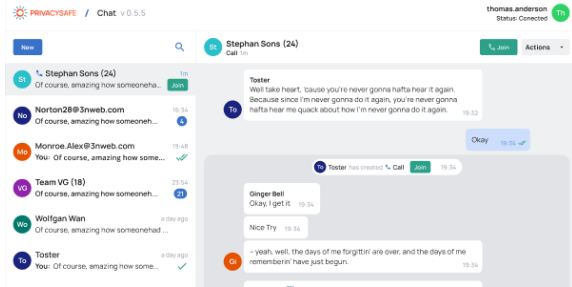 PRIVACYSAFE / Chat v 0.5.5
thomas.anderson
Status: Conected
Th
New
St
Stephan Sons (24)
1m
Of course, amazing how someoneha...
Join
No
Norton28@3nweb.com
16:34
Of course, amazing how someoneh...
4
Mo
Monroe.Alex@3nweb.com
19:48
You: Of course, amazing how some...
VG
Team VG (18)
23:54
Of course, amazing how someoneh...
21
Wo
Wolfgan Wan
a day ago
Of course, amazing how someonehad ...
To
Toster
a day ago
You: Of course, amazing how some...
St
Stephany Sons (24)
Call 1m
Join
Actions
Toster
Well take heart, 'cause you're never gonna hafta hear it again.
Because since I'm never gonna do it again, you're never gonna
hafta hear me quack about how I'm never gonna do it again.
19:32
To
Okay
19:34
To
Toster has created Call
Join
19:34
Ginger Bell
Okay, I get it
Nice Try
19:34
– yeah, well, the days of me forgittin' are over, and the days of me
rememberin' have just begun.
19:34
Gi